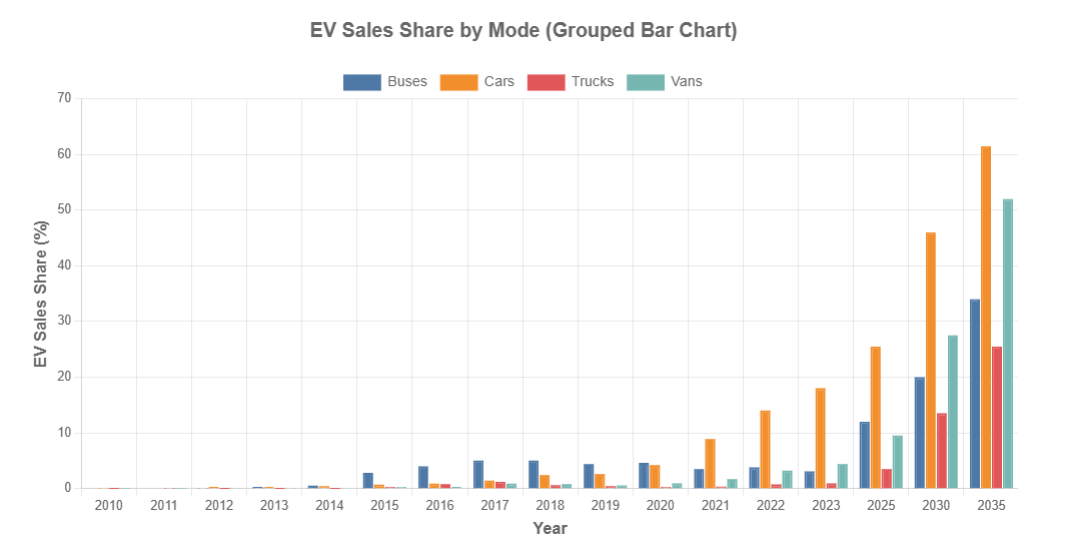 EV Sales Share by Mode (Grouped Bar Chart)
Buses Cars Trucks Vans
70
60
50
40
30
20
10
0
EV Sales Share (%)
2010 2011 2012 2013 2014 2015 2016 2017 2018 2019 2020 2021 2022 2023 2025 2030 2035
Year